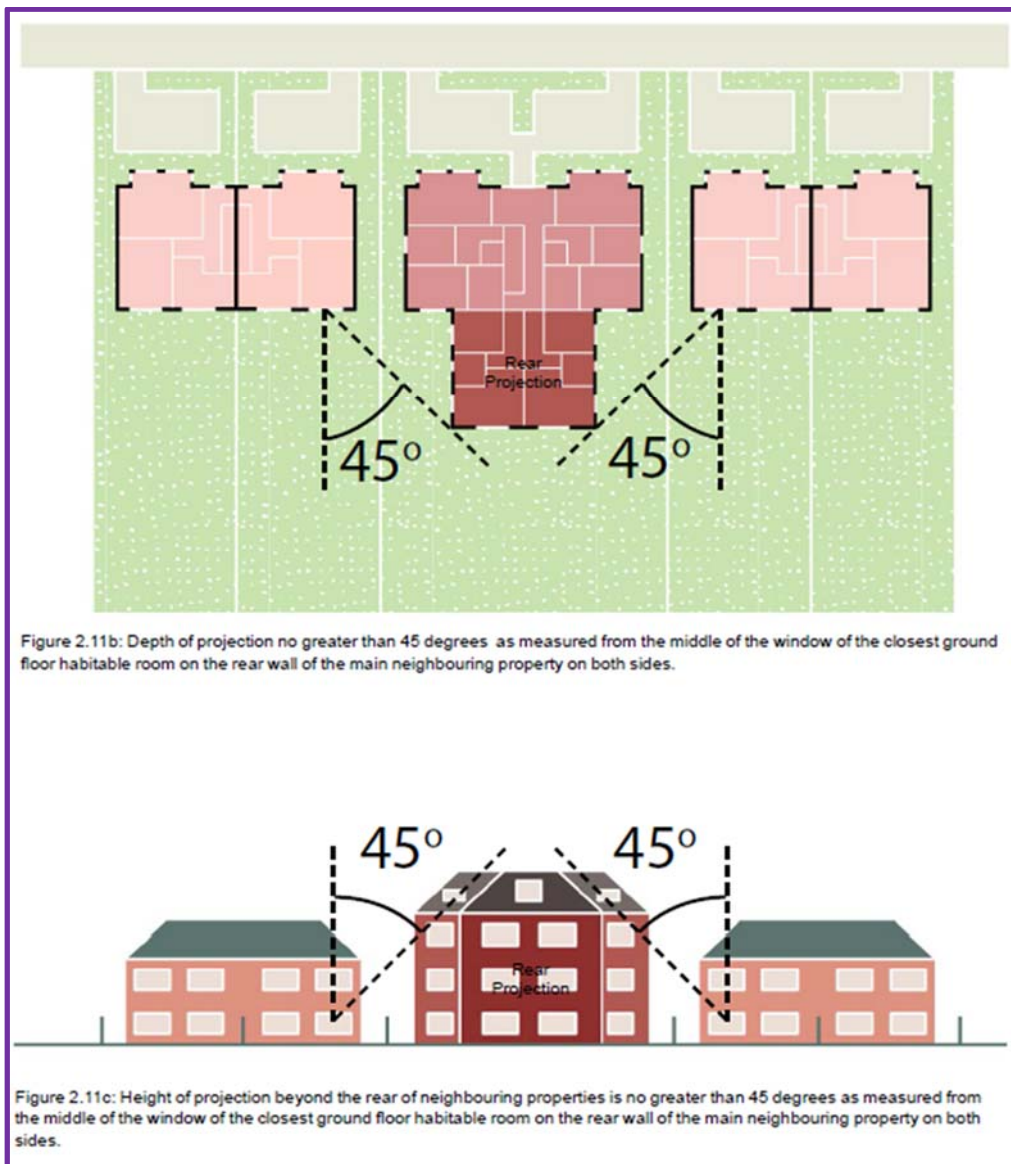 Rear
Projection
45° 45°
Figure 2.11b: Depth of projection no greater than 45 degrees as measured from the middle of the window of the closest ground
floor habitable room on the rear wall of the main neighbouring property on both sides.
45° 45°
Rear
Projection
Figure 2.11c: Height of projection beyond the rear of neighbouring properties is no greater than 45 degrees as measured from
the middle of the window of the closest ground floor habitable room on the rear wall of the main neighbouring property on both
sides.